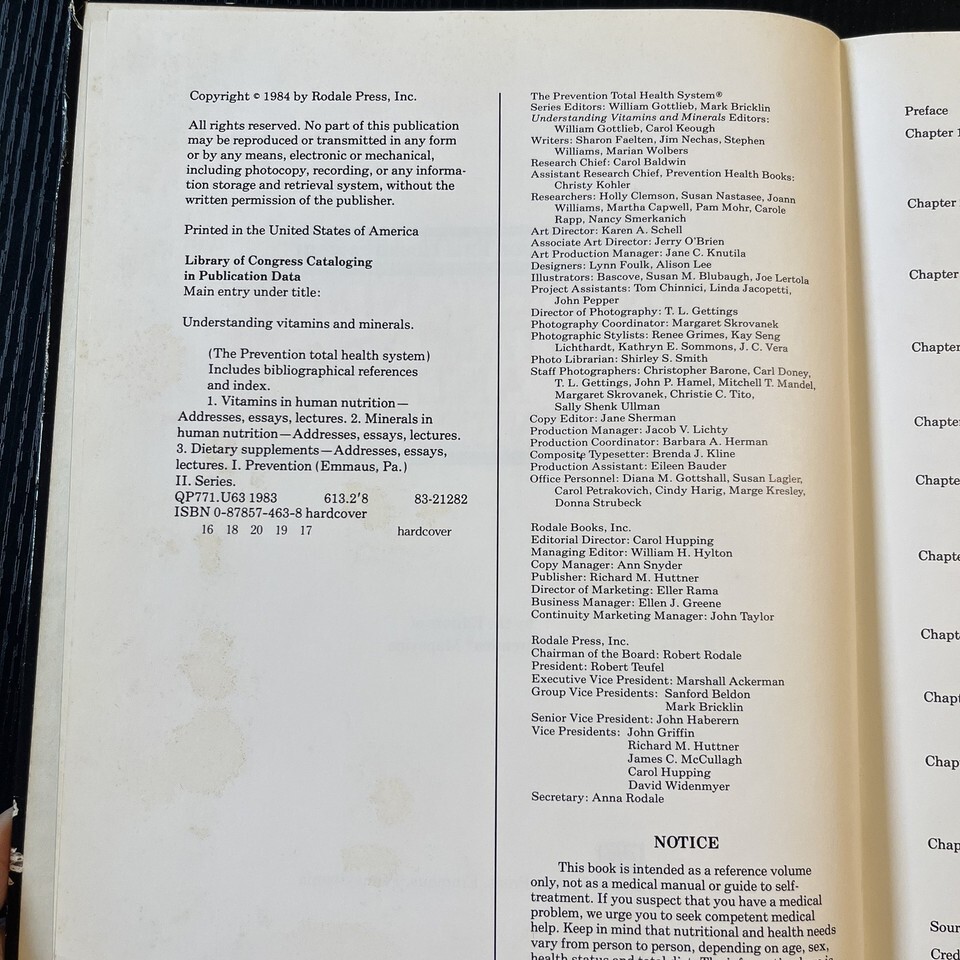 Copyright © 1984 by Rodale Press, Inc.
All rights reserved. No part of this publication
may be reproduced or transmitted in any form
or by any means, electronic or mechanical,
including photocopy, recording, or any informa-
tion storage and retrieval system, without the
written permission of the publisher.
Printed in the United States of America
Library of Congress Cataloging
in Publication Data
Main entry under title:
Understanding vitamins and minerals.
(The Prevention total health system)
Includes bibliographical references
and index.
1. Vitamins in human nutrition—
Addresses, essays, lectures. 2. Minerals in
human nutrition—Addresses, essays, lectures.
3. Dietary supplements—Addresses, essays,
lectures. I. Prevention (Emmaus, Pa.)
II. Series.
QP771.U63 1983 613.2'8 83-21282
ISBN 0-87857-463-8 hardcover
16 18 20 19 17 hardcover
The Prevention Total Health System®
Series Editors: William Gottlieb, Mark Bricklin
Understanding Vitamins and Minerals Editors:
William Gottlieb, Carol Keough
Writers: Sharon Faelten, Jim Nechas, Stephen
Williams, Marian Wolbers
Research Chief: Carol Baldwin
Assistant Research Chief, Prevention Health Books:
Christy Kohler
Researchers: Holly Clemson, Susan Nastasee, Joann
Williams, Martha Capwell, Pam Mohr, Carole
Rapp, Nancy Smerkanich
Art Director: Karen A. Schell
Associate Art Director: Jerry O'Brien
Art Production Manager: Jane C. Knutila
Designers: Lynn Foulk, Alison Lee
Illustrators: Bascove, Susan M. Blubaugh, Joe Lertola
Project Assistants: Tom Chinnici, Linda Jacopetti,
John Pepper
Director of Photography: T. L. Gettings
Photography Coordinator: Margaret Skrovanek
Photographic Stylists: Renee Grimes, Kay Seng
Lichthardt, Kathryn E. Sommons, J. C. Vera
Photo Librarian: Shirley S. Smith
Staff Photographers: Christopher Barone, Carl Doney,
T. L. Gettings, John P. Hamel, Mitchell T. Mandel,
Margaret Skrovanek, Christie C. Tito,
Sally Shenk Ullman
Copy Editor: Jane Sherman
Production Manager: Jacob V. Lichty
Production Coordinator: Barbara A. Herman
Composite Typesetter: Brenda J. Kline
Production Assistant: Eileen Bauder
Office Personnel: Diana M. Gottshall, Susan Lagler,
Carol Petrakovich, Cindy Harig, Marge Kresley,
Donna Strubeck
Rodale Books, Inc.
Editorial Director: Carol Hupping
Managing Editor: William H. Hylton
Copy Manager: Ann Snyder
Publisher: Richard M. Huttner
Director of Marketing: Eller Rama
Business Manager: Ellen J. Greene
Continuity Marketing Manager: John Taylor
Rodale Press, Inc.
Chairman of the Board: Robert Rodale
President: Robert Teufel
Executive Vice President: Marshall Ackerman
Group Vice Presidents: Sanford Beldon
Mark Bricklin
Senior Vice President: John Haberern
Vice Presidents: John Griffin
Richard M. Huttner
James C. McCullagh
Carol Hupping
David Widenmyer
Secretary: Anna Rodale
NOTICE
This book is intended as a reference volume
only, not as a medical manual or guide to self-
treatment. If you suspect that you have a medical
problem, we urge you to seek competent medical
help. Keep in mind that nutritional and health needs
vary from person to person, depending on age, sex,
Preface
Chapter 1
Chapter
Chapter
Chapter
Chapter
Chapte
Chapte
Chapt
Chapt
Chap
Chap
Sour
Cred